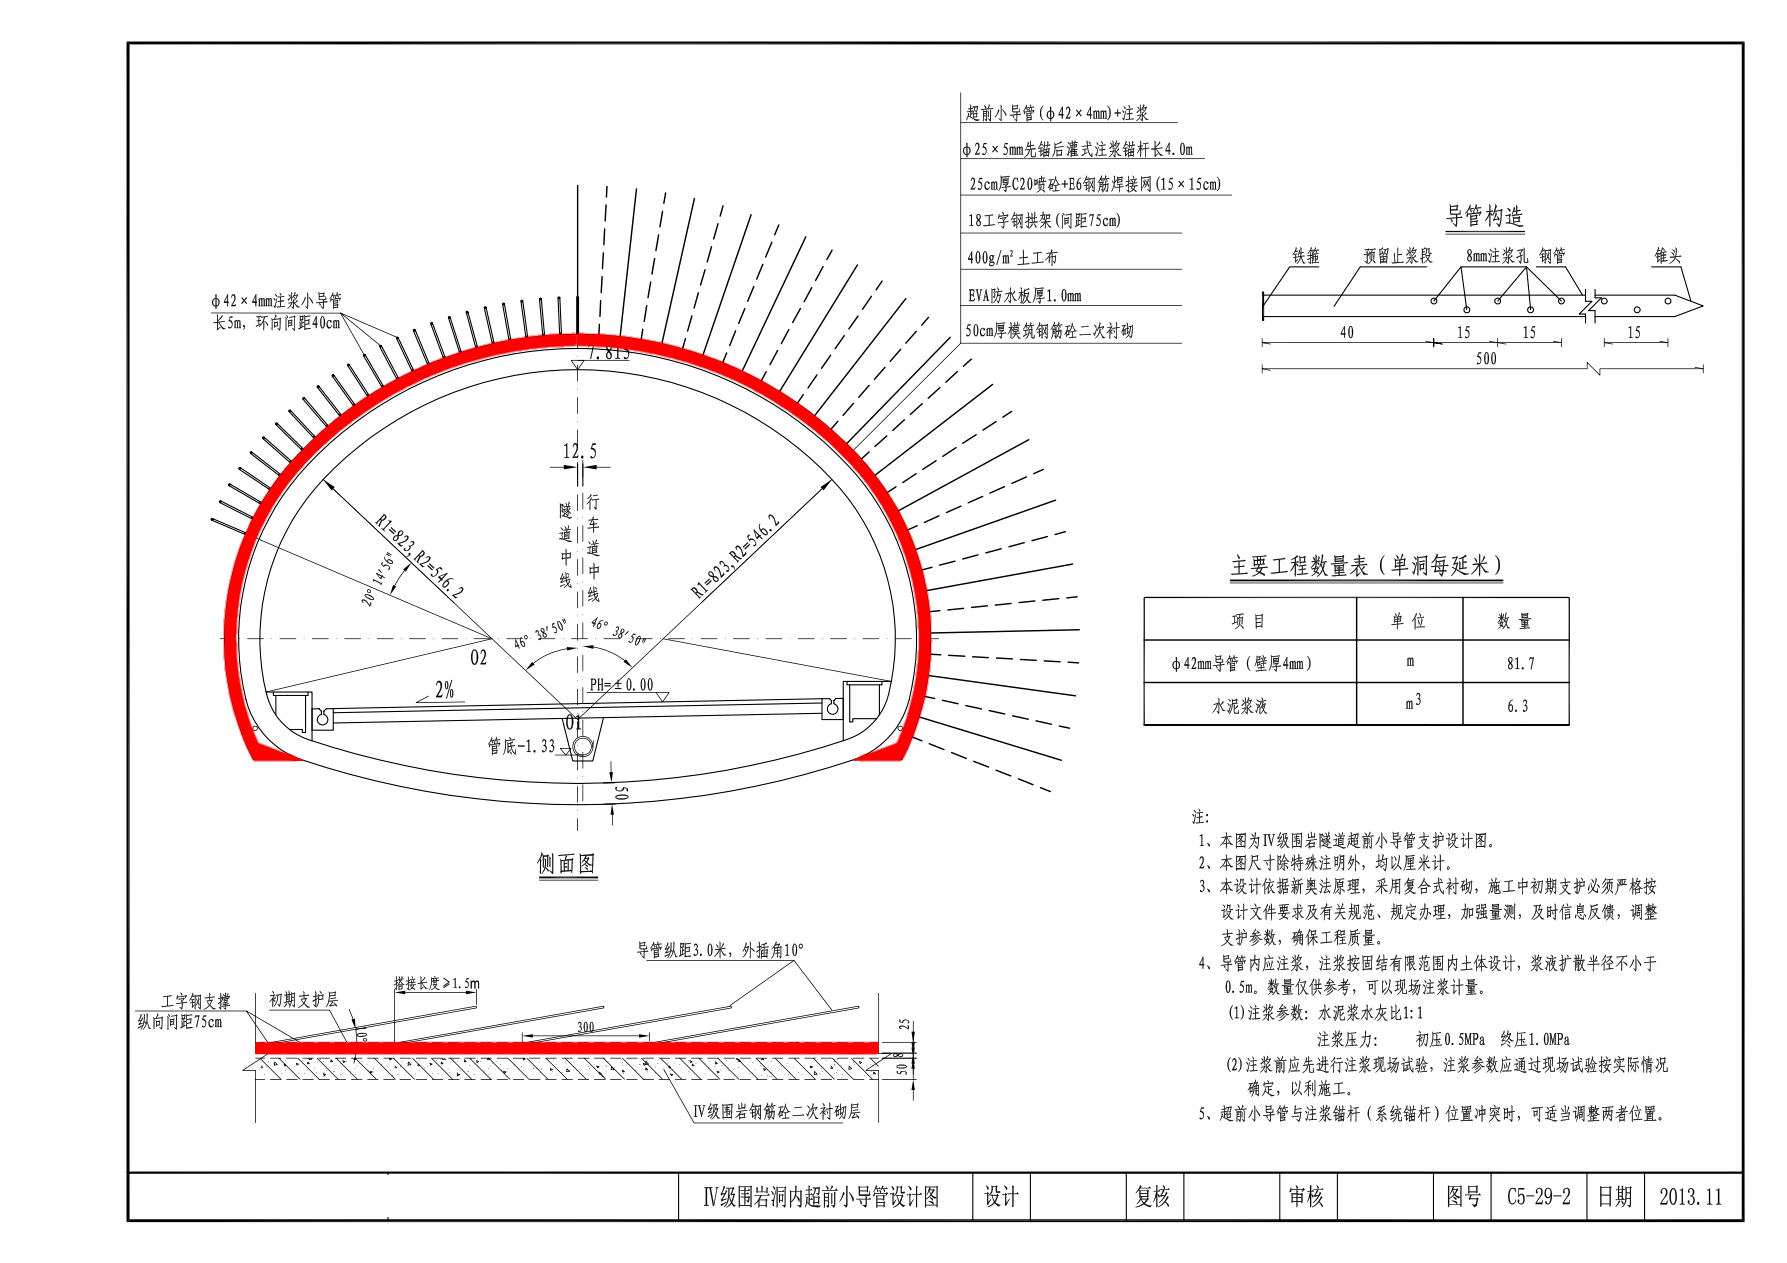 超前小导管(ф42×4mm)+注浆
ф25×5mm先锚后灌式注浆锚杆长4.0m
25cm厚C20喷砼+E6钢筋焊接网(15×15cm)
18工字钢拱架(间距75cm)
400g/m²土工布
EVA防水板厚1.0mm
50cm厚模筑钢筋砼二次衬砌
ф42×4mm注浆小导管
长5m, 环向间距40cm
7.815
12.5
隧道中线
行车道中线
R1=823,R2=546.2
R1=823,R2=546.2
20° 14'56"
46° 38'50"
46° 38'50"
O2
O1
2%
PH=±0.00
管底-1.33
50
侧面图
导管构造
铁箍
预留止浆段
8mm注浆孔
钢管
锥头
40
15
15
15
500
主要工程数量表(单洞每延米)
项 目 单 位 数 量
ф42mm导管(壁厚4mm) m 81.7
水泥浆液 m³ 6.3
导管纵距3.0米, 外插角10°
搭接长度≥1.5m
工字钢支撑
纵向间距75cm
初期支护层
10°
300
25
8
50
IV级围岩钢筋砼二次衬砌层
注:
1、本图为IV级围岩隧道超前小导管支护设计图。
2、本图尺寸除特殊注明外, 均以厘米计。
3、本设计依据新奥法原理, 采用复合式衬砌, 施工中初期支护必须严格按
设计文件要求及有关规范、规定办理, 加强量测, 及时信息反馈, 调整
支护参数, 确保工程质量。
4、导管内应注浆, 注浆按固结有限范围内土体设计, 浆液扩散半径不小于
0.5m。数量仅供参考, 可以现场注浆计量。
(1)注浆参数: 水泥浆水灰比1:1
注浆压力: 初压0.5MPa 终压1.0MPa
(2)注浆前应先进行注浆现场试验, 注浆参数应通过现场试验按实际情况
确定, 以利施工。
5、超前小导管与注浆锚杆(系统锚杆)位置冲突时, 可适当调整两者位置。
IV级围岩洞内超前小导管设计图 设计 复核 审核 图号 C5-29-2 日期 2013.11